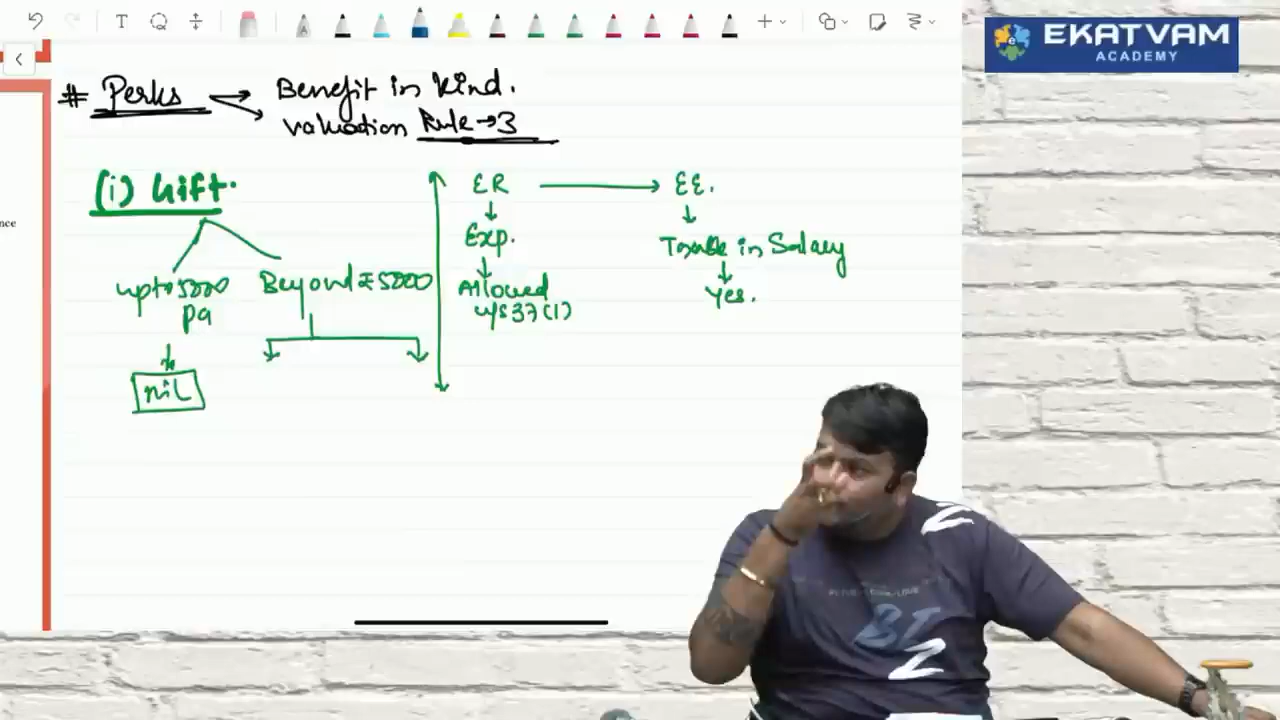 EKATVAM
ACADEMY
# Perks → Benefit in Kind.
valuation Rule → 3
(i) Gift.
ER → EE.
Exp.
Taxable in Salary
upto 5000 pa
Beyond ₹5000
Allowed u/s 37(1)
Yes.
nil
nce